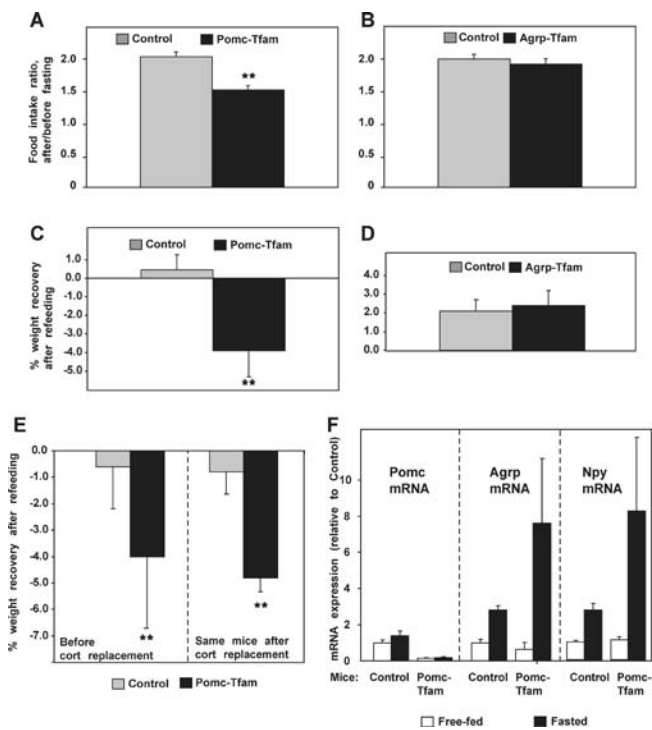 A
Control Pomc-Tfam
Food intake ratio,
after/before fasting
2.0
1.5
2.5
2.0
**
B
Control Agrp-Tfam
2.0
1.5
2.5
2.0
C
Control Pomc-Tfam
% weight recovery
after refeeding
1.0
0.0
-1.0
-2.0
-3.0
-4.0
-5.0
**
D
Control Agrp-Tfam
4.0
3.0
2.0
1.0
0.0
E
% weight recovery after refeeding
0.0
-1.0
-2.0
-3.0
-4.0
-5.0
-6.0
-7.0
**
**
Before
cort replacement
Same mice after
cort replacement
Control Pomc-Tfam
F
mRNA expression (relative to Control)
10
8
6
4
2
0
Pomc
mRNA
Agrp
mRNA
Npy
mRNA
Mice: Control Pomc- Control Pomc- Control Pomc-
Tfam Tfam Tfam
Free-fed Fasted